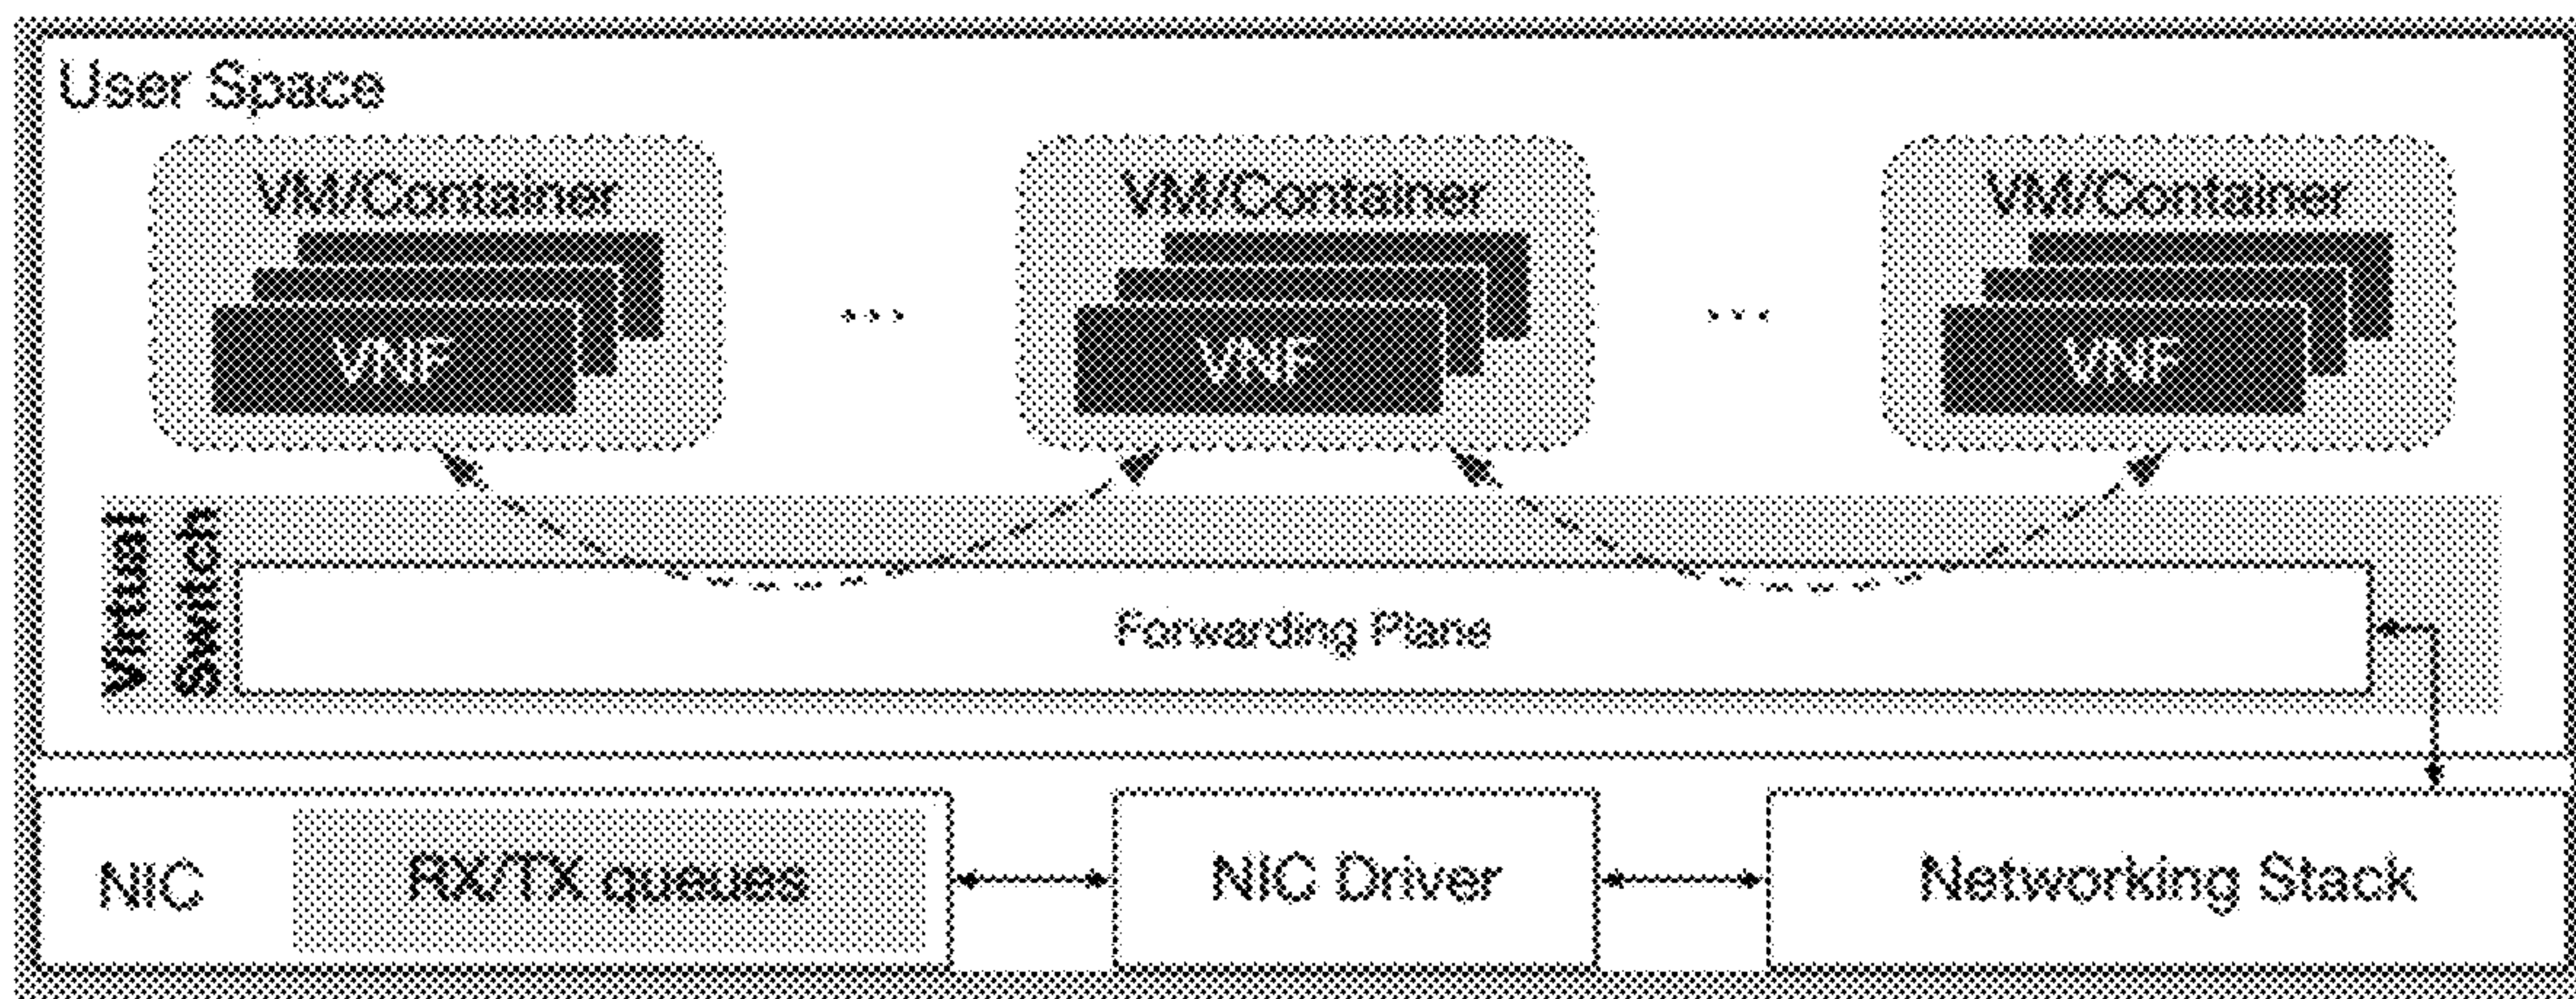 User Space
VM/Container
VM/Container
VM/Container
...
...
VNF
VNF
VNF
Virtual
Switch
Forwarding Plane
NIC
RX/TX queues
NIC Driver
Networking Stack